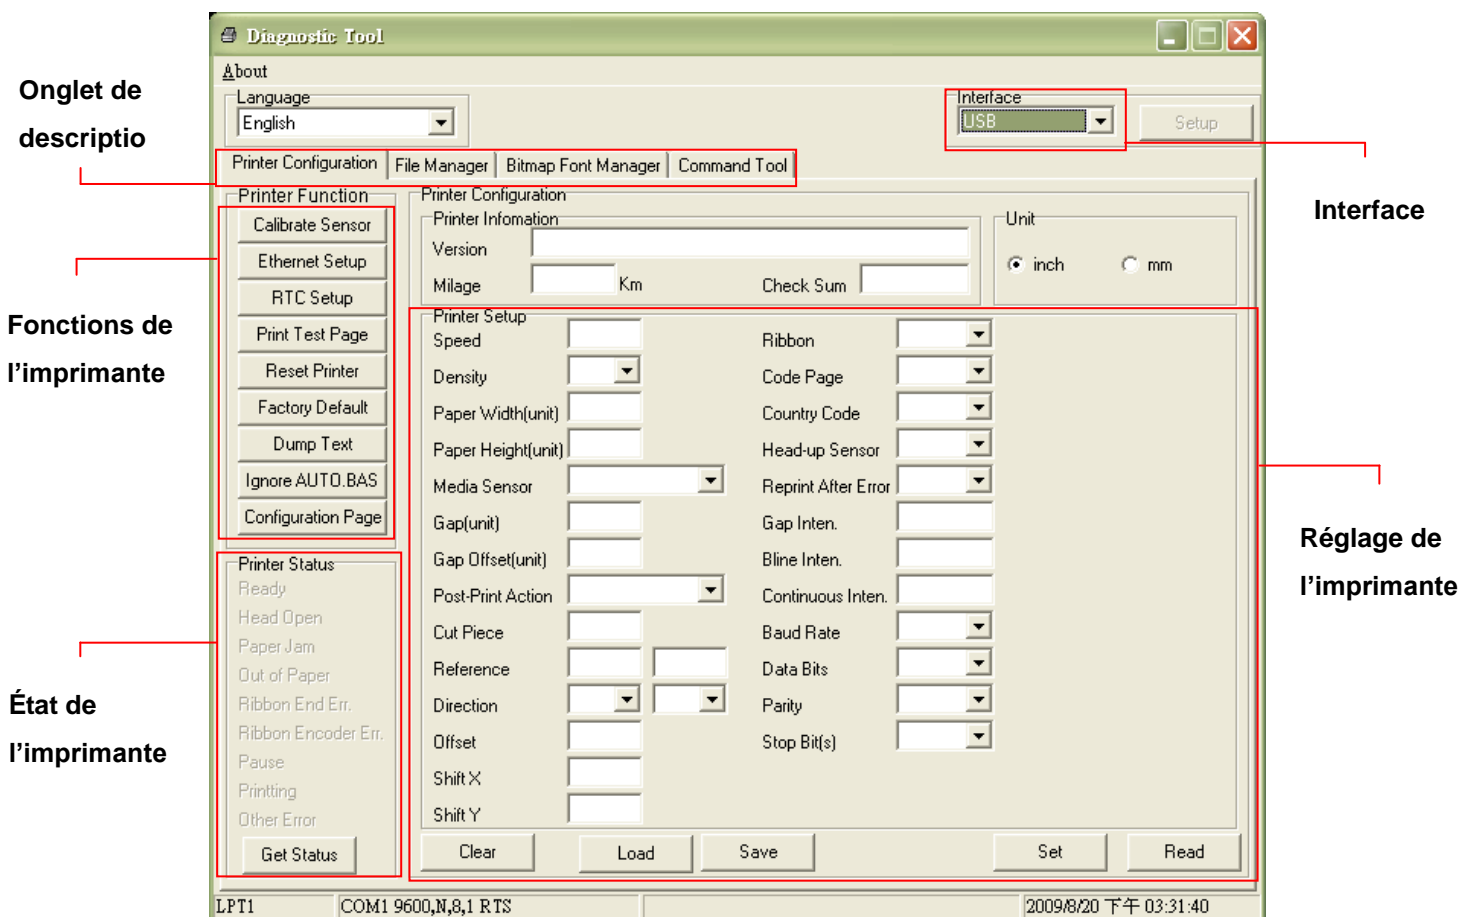 Diagnostic Tool
About
Onglet de
descriptio
Language
English
Interface
USB
Setup
Printer Configuration
File Manager
Bitmap Font Manager
Command Tool
Interface
Printer Function
Calibrate Sensor
Ethernet Setup
RTC Setup
Print Test Page
Reset Printer
Factory Default
Dump Text
Ignore AUTO.BAS
Configuration Page
Fonctions de
l’imprimante
Printer Configuration
Printer Infomation
Version
Milage
Km
Check Sum
Unit
inch
mm
Printer Setup
Speed
Density
Paper Width(unit)
Paper Height(unit)
Media Sensor
Gap(unit)
Gap Offset(unit)
Post-Print Action
Cut Piece
Reference
Direction
Offset
Shift X
Shift Y
Ribbon
Code Page
Country Code
Head-up Sensor
Reprint After Error
Gap Inten.
Bline Inten.
Continuous Inten.
Baud Rate
Data Bits
Parity
Stop Bit(s)
Réglage de
l’imprimante
Printer Status
Ready
Head Open
Paper Jam
Out of Paper
Ribbon End Err.
Ribbon Encoder Err.
Pause
Printting
Other Error
Get Status
État de
l’imprimante
Clear
Load
Save
Set
Read
LPT1
COM1 9600,N,8,1 RTS
2009/8/20 下午 03:31:40